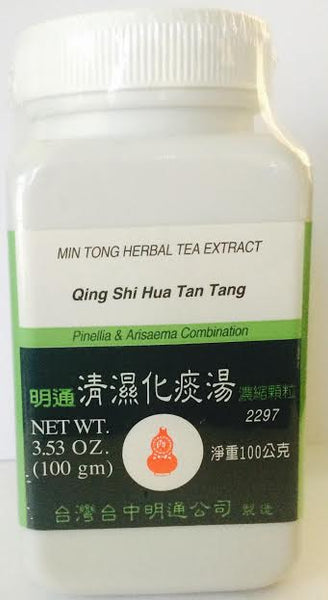 MIN TONG HERBAL TEA EXTRACT
Qing Shi Hua Tan Tang
Pinellia & Arisaema Combination
明通 清濕化痰湯 濃縮顆粒
2297
NET WT.
3.53 OZ.
(100 gm)
淨重100公克
台灣台中明通公司 製造